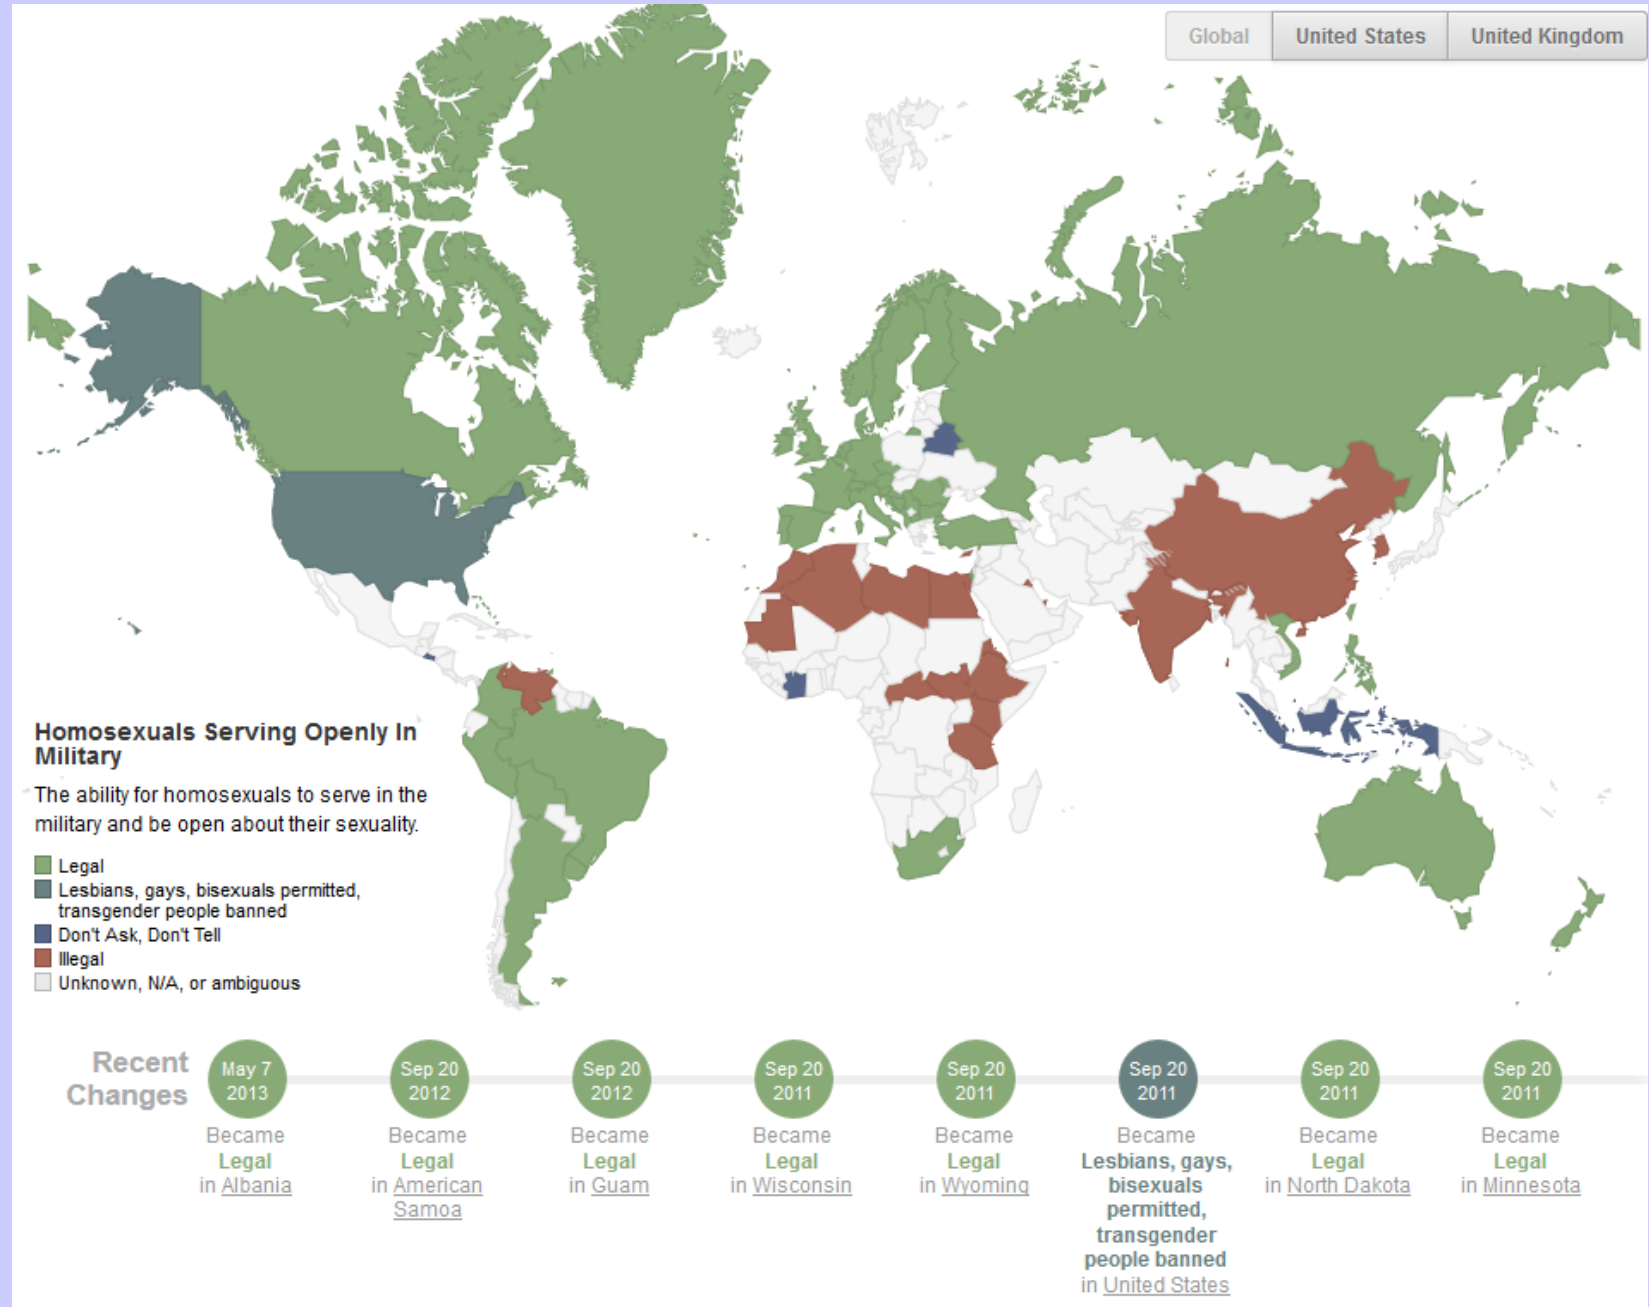 Global United States United Kingdom
Homosexuals Serving Openly In
Military
The ability for homosexuals to serve in the
military and be open about their sexuality.
Legal
Lesbians, gays, bisexuals permitted,
transgender people banned
Don't Ask, Don't Tell
Illegal
Unknown, N/A, or ambiguous
Recent
Changes
May 7
2013
Became
Legal
in Albania
Sep 20
2012
Became
Legal
in American
Samoa
Sep 20
2012
Became
Legal
in Guam
Sep 20
2011
Became
Legal
in Wisconsin
Sep 20
2011
Became
Legal
in Wyoming
Sep 20
2011
Became
Lesbians, gays,
bisexuals
permitted,
transgender
people banned
in United States
Sep 20
2011
Became
Legal
in North Dakota
Sep 20
2011
Became
Legal
in Minnesota